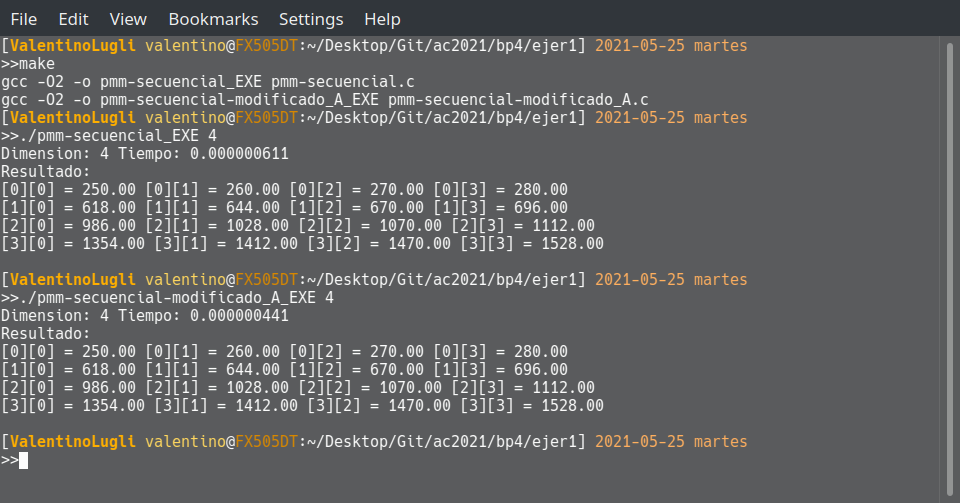 File Edit View Bookmarks Settings Help
[ValentinoLugli valentino@FX505DT:~/Desktop/Git/ac2021/bp4/ejer1] 2021-05-25 martes
>>make
gcc -O2 -o pmm-secuencial_EXE pmm-secuencial.c
gcc -O2 -o pmm-secuencial-modificado_A_EXE pmm-secuencial-modificado_A.c
[ValentinoLugli valentino@FX505DT:~/Desktop/Git/ac2021/bp4/ejer1] 2021-05-25 martes
>>./pmm-secuencial_EXE 4
Dimension: 4 Tiempo: 0.000000611
Resultado:
[0][0] = 250.00 [0][1] = 260.00 [0][2] = 270.00 [0][3] = 280.00
[1][0] = 618.00 [1][1] = 644.00 [1][2] = 670.00 [1][3] = 696.00
[2][0] = 986.00 [2][1] = 1028.00 [2][2] = 1070.00 [2][3] = 1112.00
[3][0] = 1354.00 [3][1] = 1412.00 [3][2] = 1470.00 [3][3] = 1528.00
[ValentinoLugli valentino@FX505DT:~/Desktop/Git/ac2021/bp4/ejer1] 2021-05-25 martes
>>./pmm-secuencial-modificado_A_EXE 4
Dimension: 4 Tiempo: 0.000000441
Resultado:
[0][0] = 250.00 [0][1] = 260.00 [0][2] = 270.00 [0][3] = 280.00
[1][0] = 618.00 [1][1] = 644.00 [1][2] = 670.00 [1][3] = 696.00
[2][0] = 986.00 [2][1] = 1028.00 [2][2] = 1070.00 [2][3] = 1112.00
[3][0] = 1354.00 [3][1] = 1412.00 [3][2] = 1470.00 [3][3] = 1528.00
[ValentinoLugli valentino@FX505DT:~/Desktop/Git/ac2021/bp4/ejer1] 2021-05-25 martes
>>